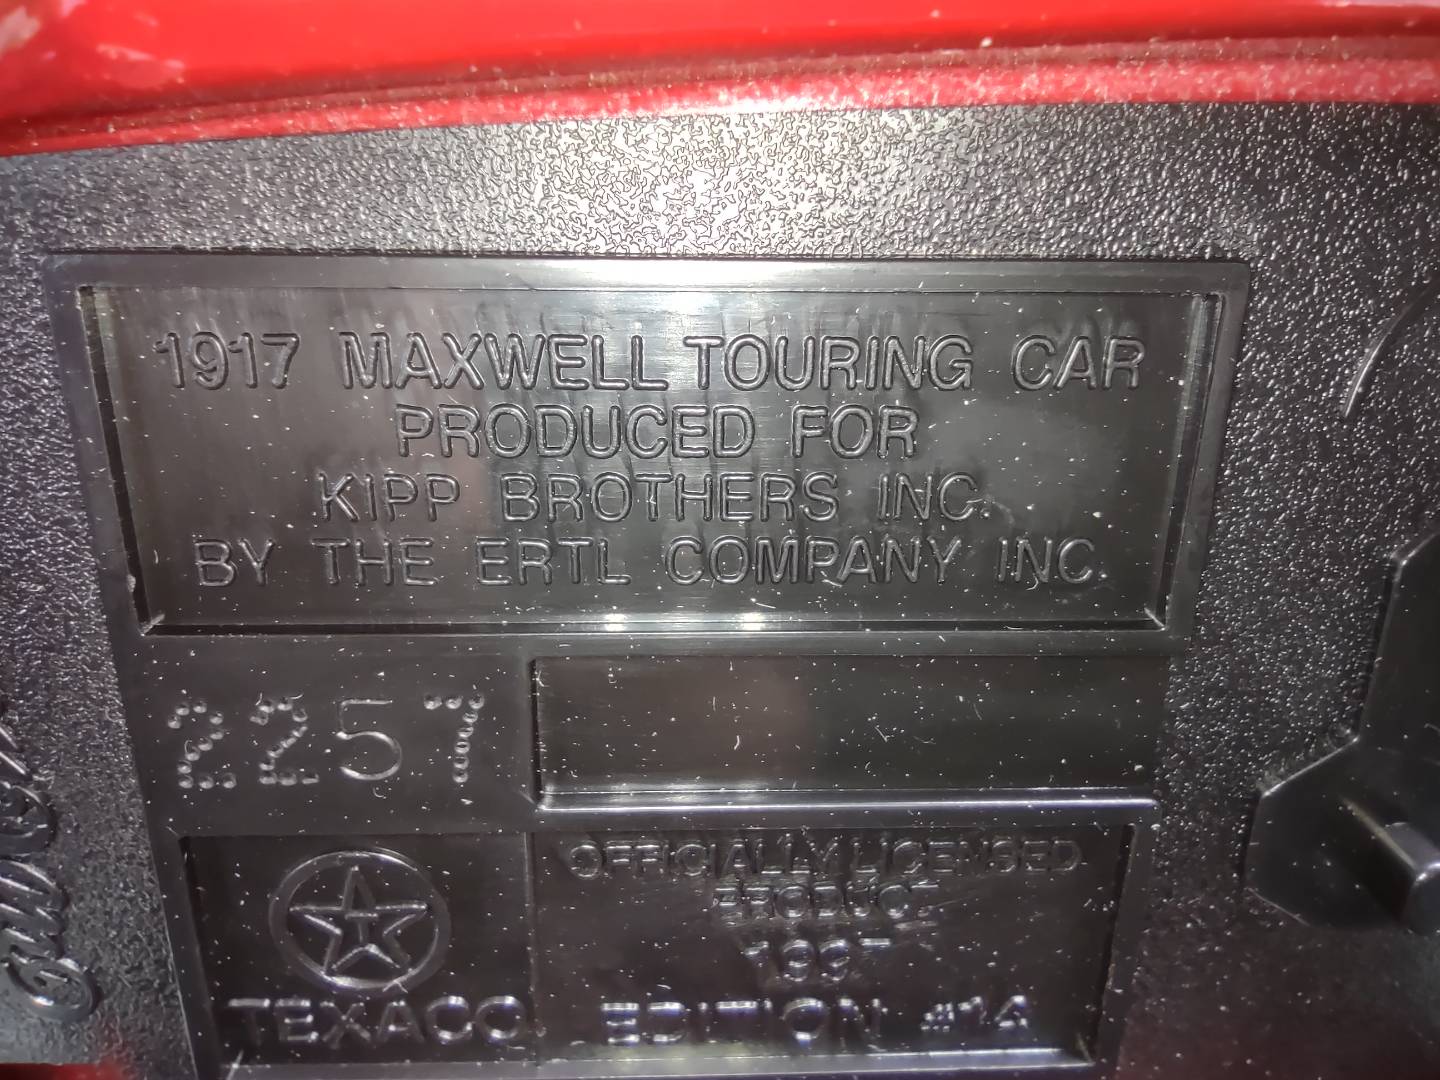 1917 MAXWELL TOURING CAR
PRODUCED FOR
KIPP BROTHERS INC.
BY THE ERTL COMPANY INC.
2257
T
TEXACO
OFFICIALLY LICENSED
PRODUCT
1997
EDITION #14